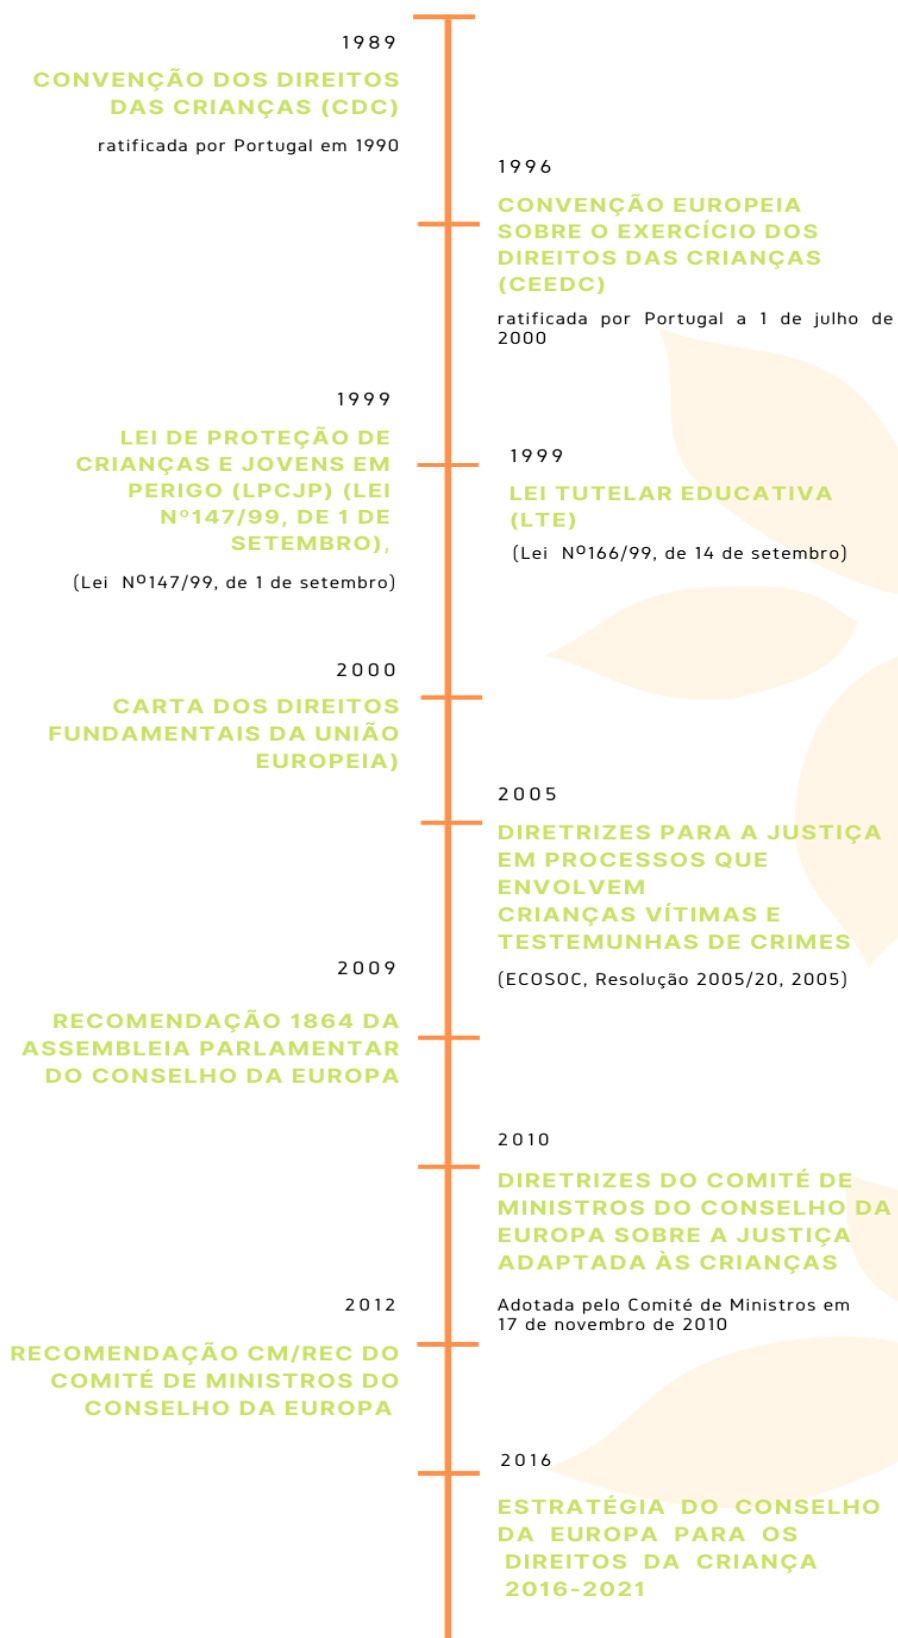 1989
CONVENÇÃO DOS DIREITOS
DAS CRIANÇAS (CDC)
ratificada por Portugal em 1990
1996
CONVENÇÃO EUROPEIA
SOBRE O EXERCÍCIO DOS
DIREITOS DAS CRIANÇAS
(CEEDC)
ratificada por Portugal a 1 de julho de
2000
1999
LEI DE PROTEÇÃO DE
CRIANÇAS E JOVENS EM
PERIGO (LPCJP) (LEI
Nº147/99, DE 1 DE
SETEMBRO),
(Lei Nº147/99, de 1 de setembro)
1999
LEI TUTELAR EDUCATIVA
(LTE)
(Lei Nº166/99, de 14 de setembro)
2000
CARTA DOS DIREITOS
FUNDAMENTAIS DA UNIÃO
EUROPEIA)
2005
DIRETRIZES PARA A JUSTIÇA
EM PROCESSOS QUE
ENVOLVEM
CRIANÇAS VÍTIMAS E
TESTEMUNHAS DE CRIMES
(ECOSOC, Resolução 2005/20, 2005)
2009
RECOMENDAÇÃO 1864 DA
ASSEMBLEIA PARLAMENTAR
DO CONSELHO DA EUROPA
2010
DIRETRIZES DO COMITÉ DE
MINISTROS DO CONSELHO DA
EUROPA SOBRE A JUSTIÇA
ADAPTADA ÀS CRIANÇAS
Adotada pelo Comité de Ministros em
17 de novembro de 2010
2012
RECOMENDAÇÃO CM/REC DO
COMITÉ DE MINISTROS DO
CONSELHO DA EUROPA
2016
ESTRATÉGIA DO CONSELHO
DA EUROPA PARA OS
DIREITOS DA CRIANÇA
2016-2021